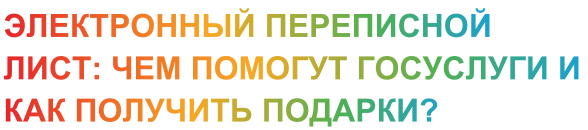 ЭЛЕКТРОННЫЙ ПЕРЕПИСНОЙ
ЛИСТ: ЧЕМ ПОМОГУТ ГОСУСЛУГИ И
КАК ПОЛУЧИТЬ ПОДАРКИ?